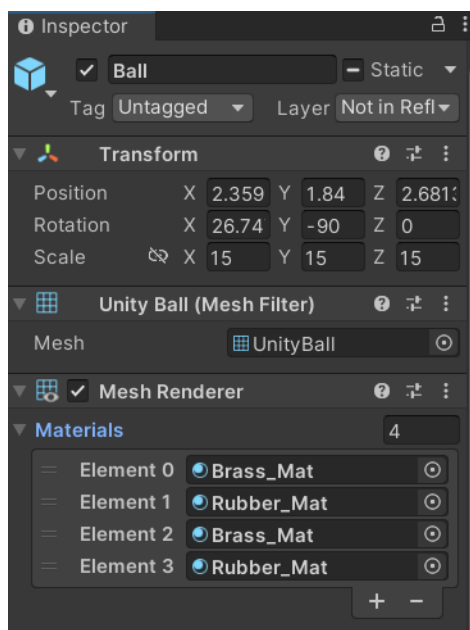 Inspector
Ball Static
Tag Untagged Layer Not in Refl
Transform
Position X 2.359 Y 1.84 Z 2.681
Rotation X 26.74 Y -90 Z 0
Scale X 15 Y 15 Z 15
Unity Ball (Mesh Filter)
Mesh UnityBall
Mesh Renderer
Materials 4
Element 0 Brass_Mat
Element 1 Rubber_Mat
Element 2 Brass_Mat
Element 3 Rubber_Mat
+ −